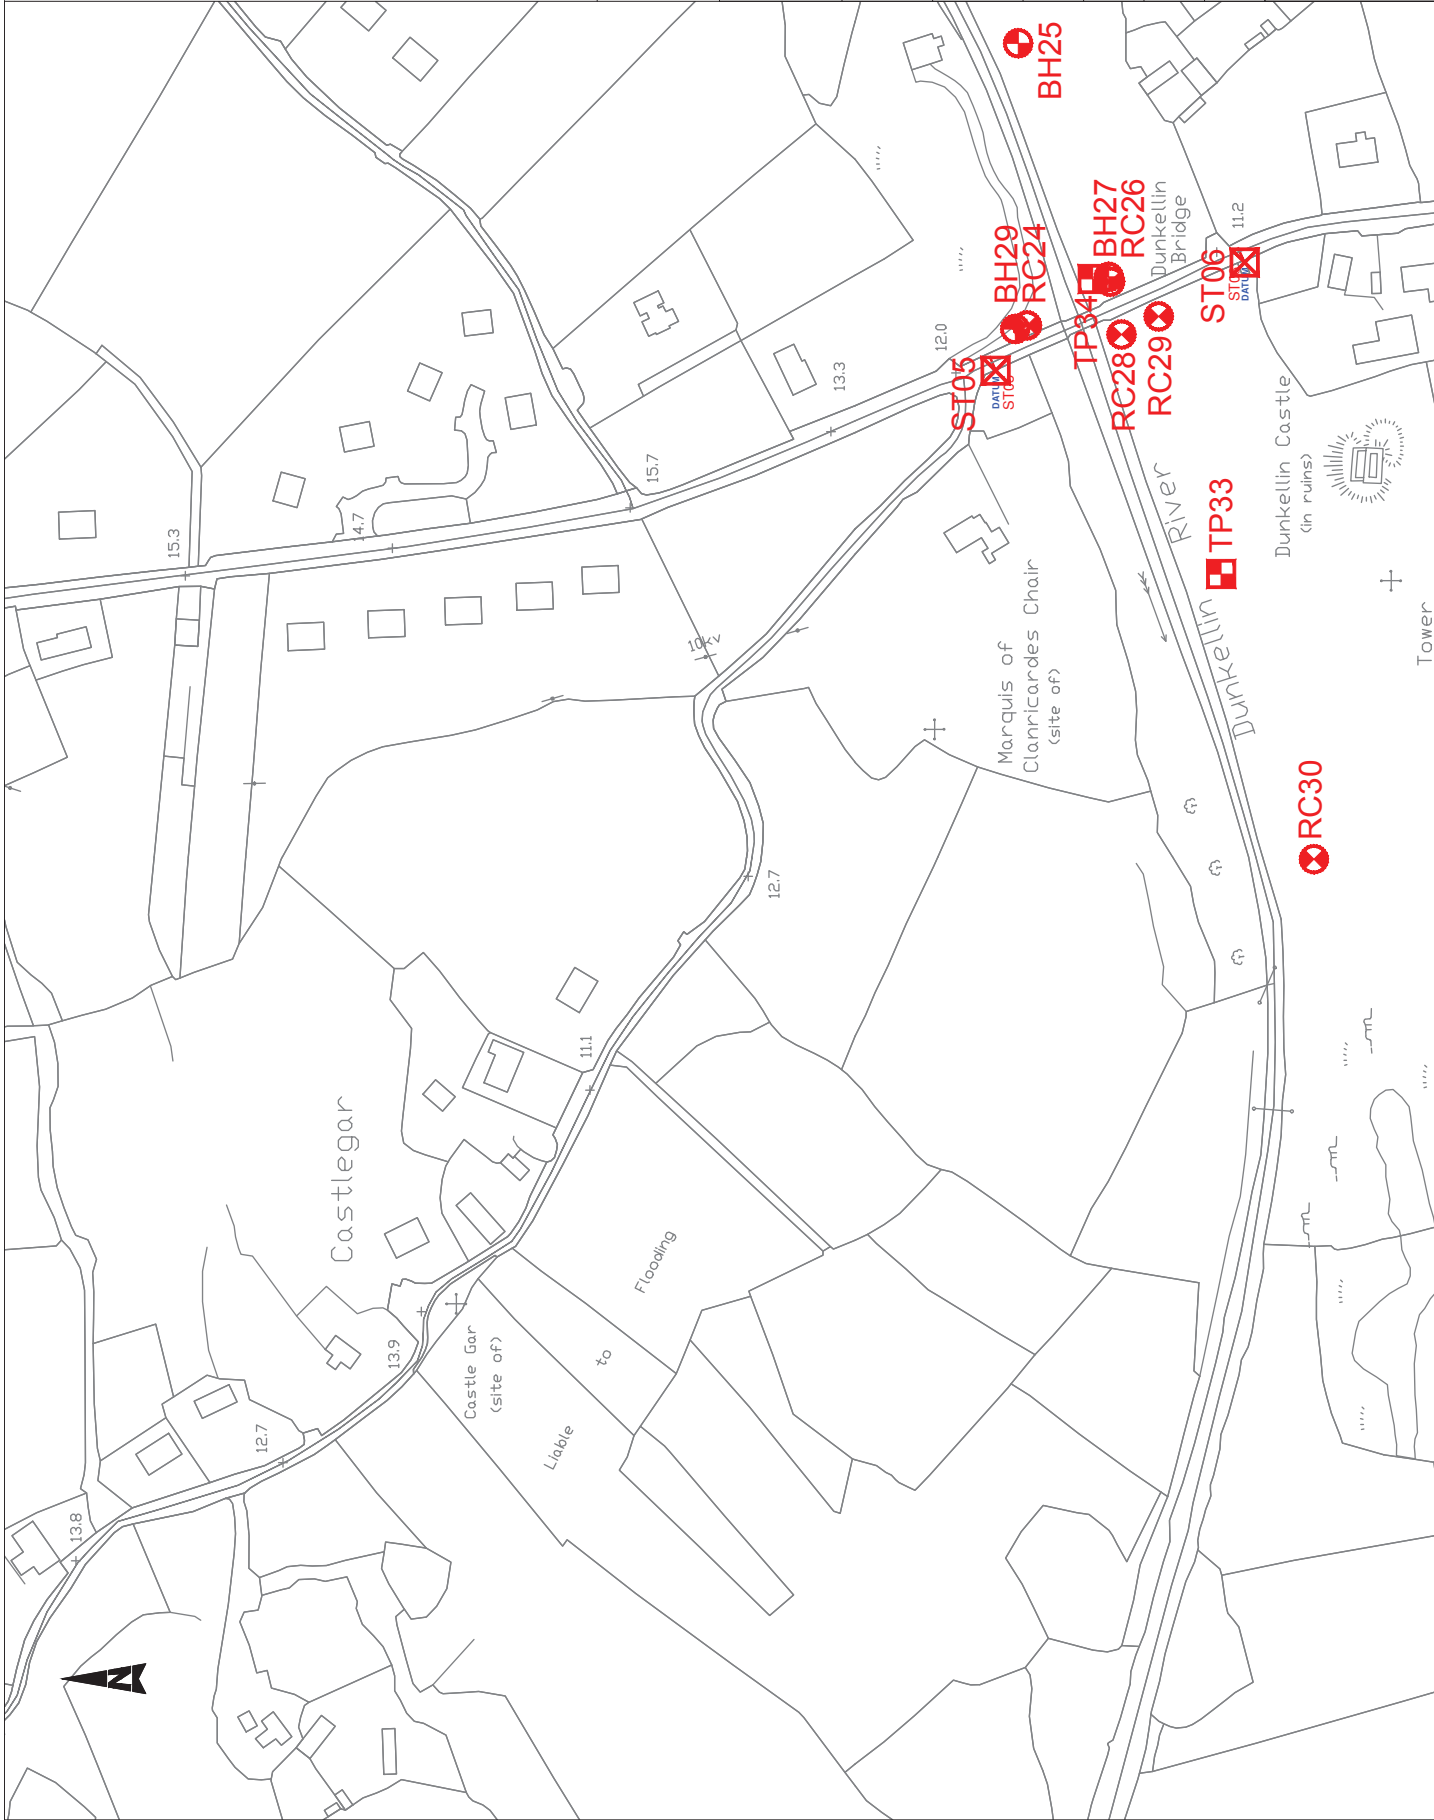 N
13.8
12.7
13.9
Castle Gar
(site of)
Castlegar
Liable
to
Flooding
11.1
12.7
10kv
15.3
14.7
15.7
13.3
12.0
Marquis of
Clanricardes Chair
(site of)
Dunkellin River
Dunkellin
Bridge
11.2
Dunkellin Castle
(in ruins)
Tower
BH25
BH29
RC24
BH27
RC26
TP34
RC28
RC29
ST05
ST06
TP33
RC30